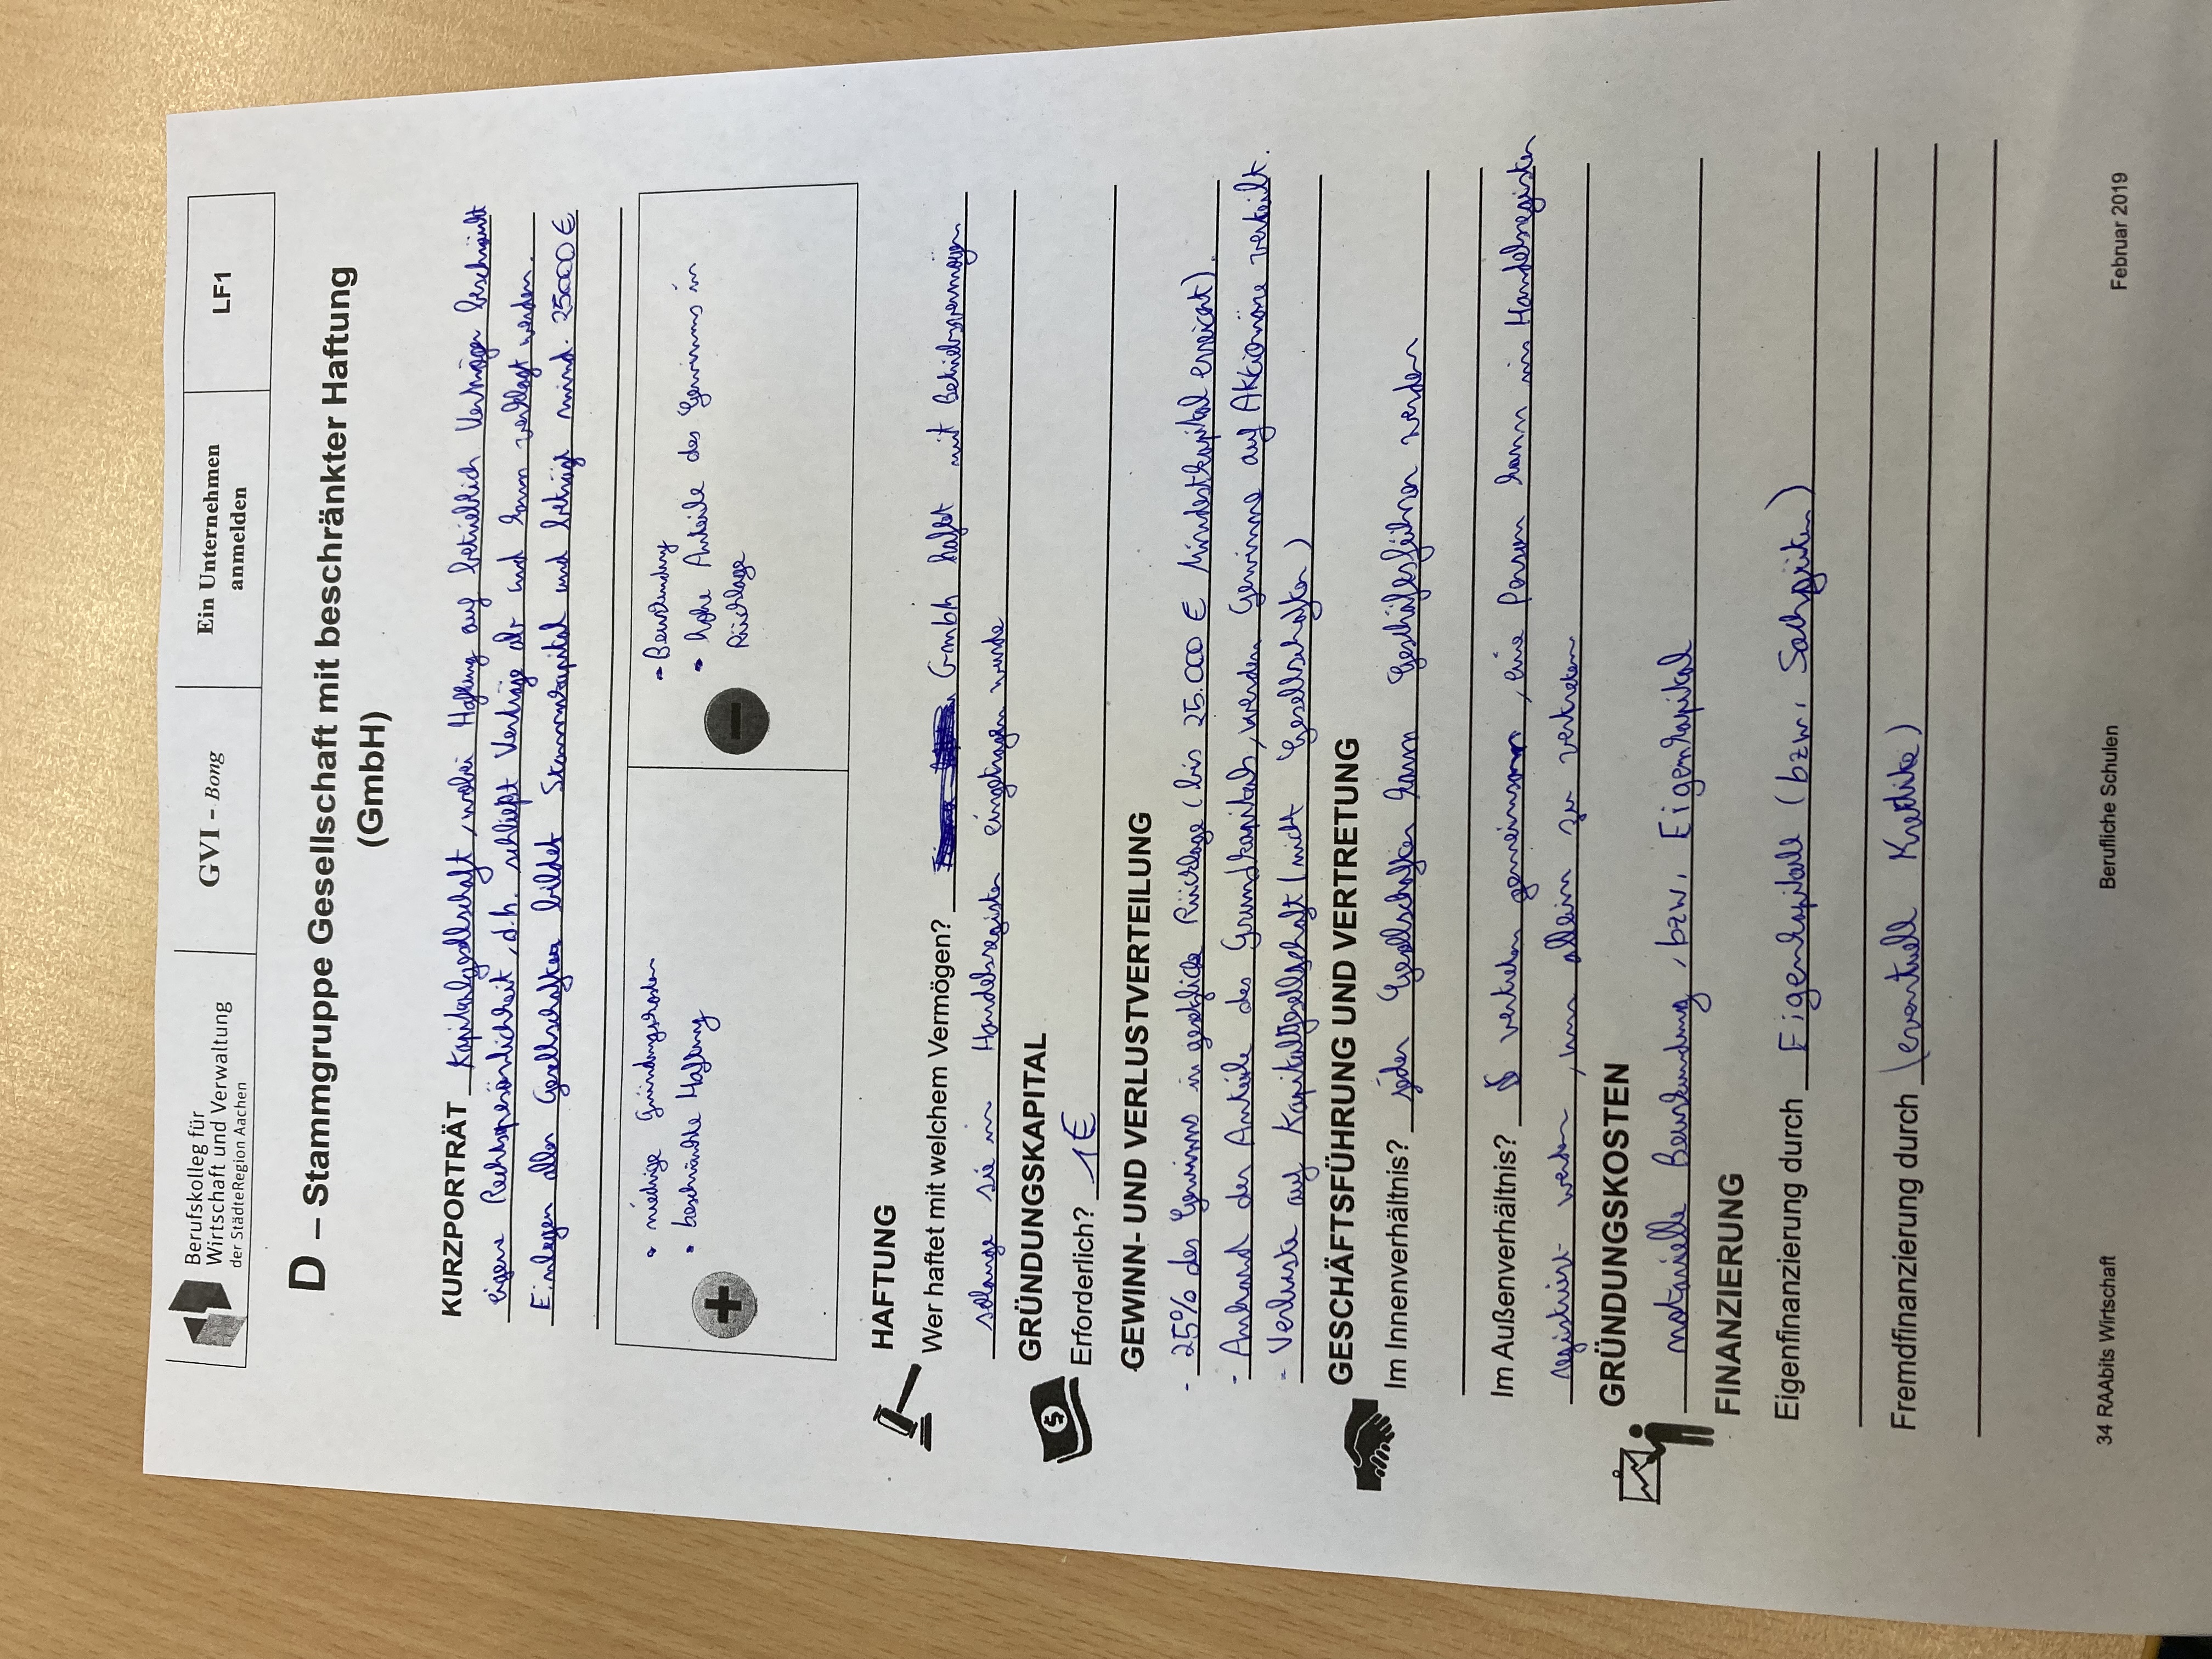 Berufskolleg für
Wirtschaft und Verwaltung
der StädteRegion Aachen
GVI - Bong
Ein Unternehmen
anmelden
LF1
D – Stammgruppe Gesellschaft mit beschränkter Haftung
(GmbH)
KURZPORTRÄT Kapitalgesellschaft, wobei Haftung auf betrieblich Vermögen beschränkt
eigene Rechtspersönlichkeit, d.h. schließt Verträge ab und kann verklagt werden.
Einlagen aller Gesellschafter bildet Stammkapital und beträgt mind. 25000 €
• niedrige Gründungskosten
• beschränkte Haftung
- Beurkundung
- hohe Anteile des Gewinns in
Rücklage
HAFTUNG
Wer haftet mit welchem Vermögen? Gmbh haftet mit Betriebsvermögen
solange sie im Handelsregister eingetragen wurde
GRÜNDUNGSKAPITAL
Erforderlich? 1€
GEWINN- UND VERLUSTVERTEILUNG
- 25% des Gewinns in gesetzliche Rücklage (bis 25.000 € Mindestkapital erreicht).
- Anhand der Anteile des Grundkapitals, werden Gewinne auf Aktionäre verteilt.
- Verluste auf Kapitalgesellschaft (nicht Gesellschafter)
GESCHÄFTSFÜHRUNG UND VERTRETUNG
Im Innenverhältnis? jeder Gesellschafter kann Geschäftsführer werden
Im Außenverhältnis? vertreten gemeinsam, eine Person kann ins Handelsregister
registriert werden, um allein zu vertreten
GRÜNDUNGSKOSTEN
notarielle Beurkundung, bzw. Eigenkapital
FINANZIERUNG
Eigenfinanzierung durch Eigenkapitall (bzw. Sachgüter)
Fremdfinanzierung durch (eventuell Kredite)
34 RAAbits Wirtschaft
Berufliche Schulen
Februar 2019